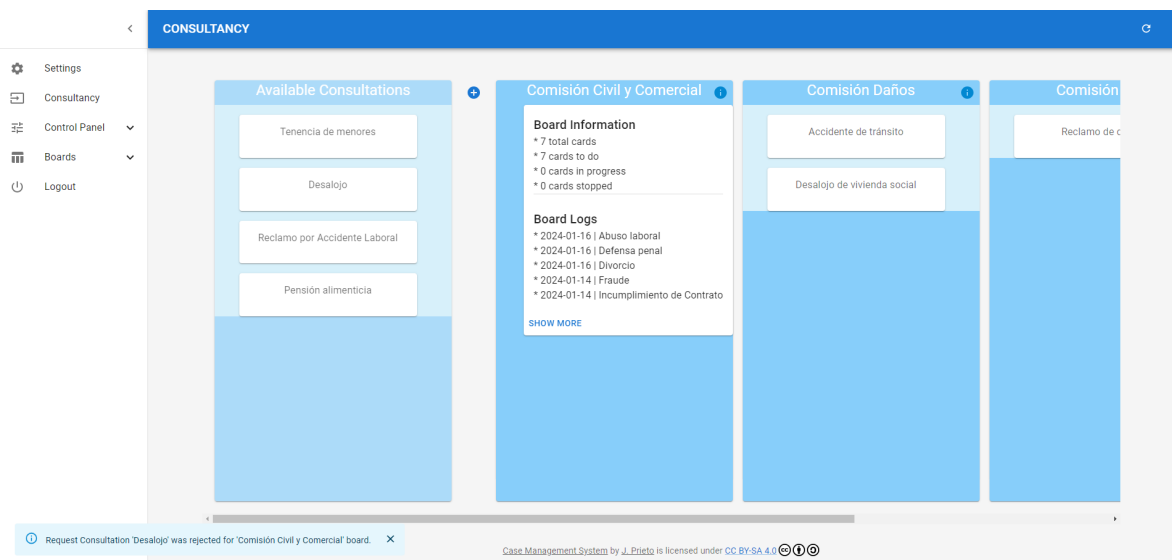 CONSULTANCY
Settings
Consultancy
Control Panel
Boards
Logout
Available Consultations
Tenencia de menores
Desalojo
Reclamo por Accidente Laboral
Pensión alimenticia
Comisión Civil y Comercial
Board Information
* 7 total cards
* 7 cards to do
* 0 cards in progress
* 0 cards stopped
Board Logs
* 2024-01-16 | Abuso laboral
* 2024-01-16 | Defensa penal
* 2024-01-16 | Divorcio
* 2024-01-14 | Fraude
* 2024-01-14 | Incumplimiento de Contrato
SHOW MORE
Comisión Daños
Accidente de tránsito
Desalojo de vivienda social
Comisión
Reclamo de
Request Consultation 'Desalojo' was rejected for 'Comisión Civil y Comercial' board.
Case Management System by J. Prieto is licensed under CC BY-SA 4.0